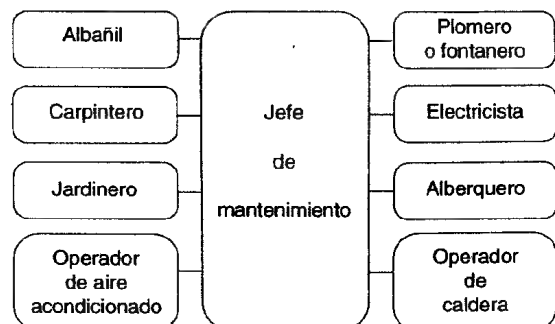 Albañil
Carpintero
Jardinero
Operador
de aire
acondicionado
Jefe
de
mantenimiento
Plomero
o fontanero
Electricista
Alberquero
Operador
de
caldera